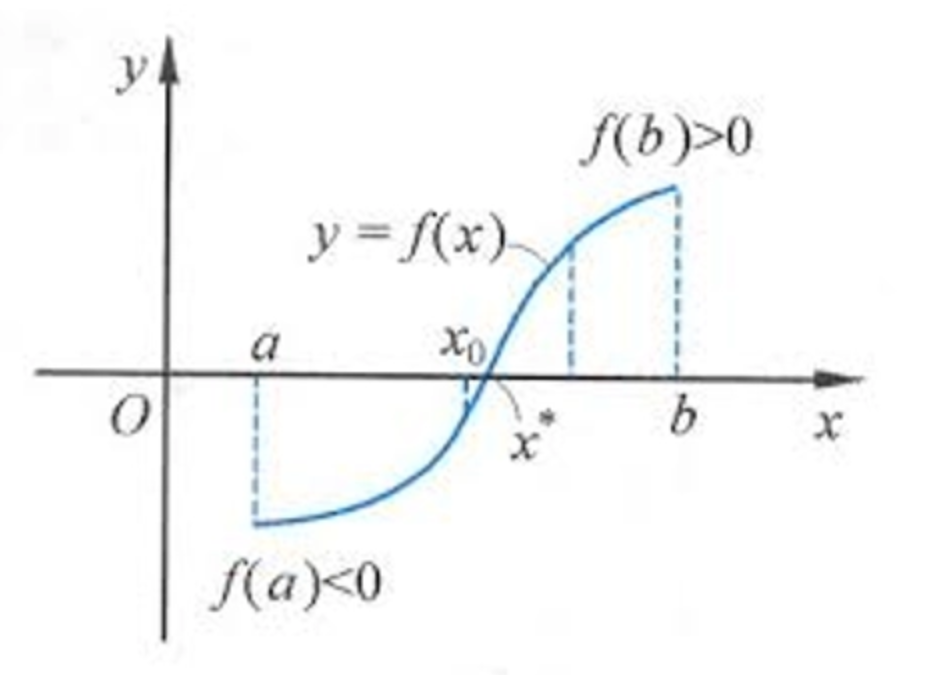 y
f(b)>0
y = f(x)
a
x₀
O
x*
b
x
f(a)<0